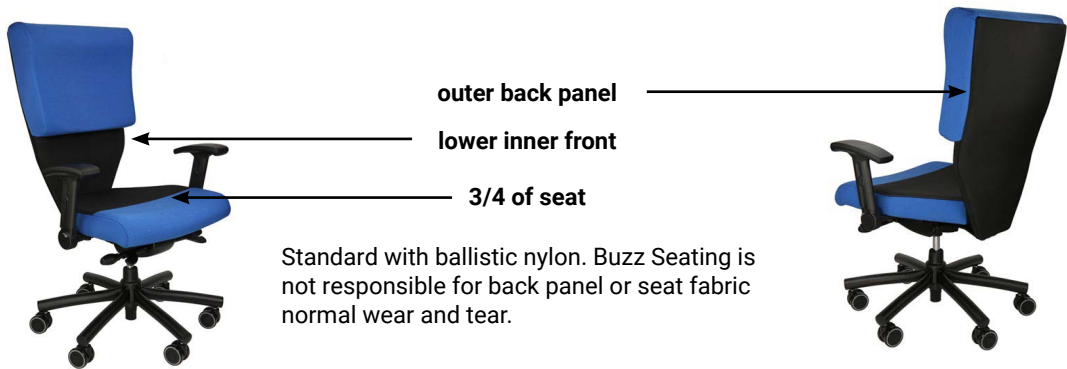 outer back panel
lower inner front
3/4 of seat
Standard with ballistic nylon. Buzz Seating is
not responsible for back panel or seat fabric
normal wear and tear.